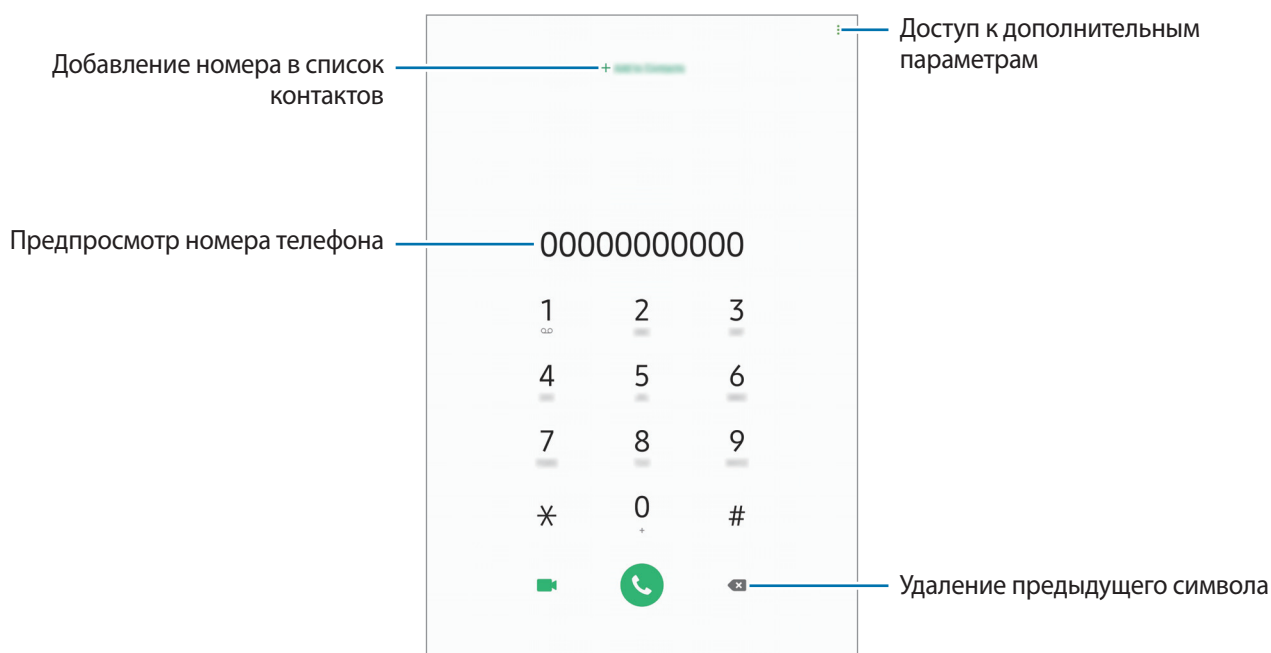 Доступ к дополнительным
параметрам
Добавление номера в список
контактов
+
Предпросмотр номера телефона
00000000000
1 2 3
4 5 6
7 8 9
* 0 #
+
Удаление предыдущего символа